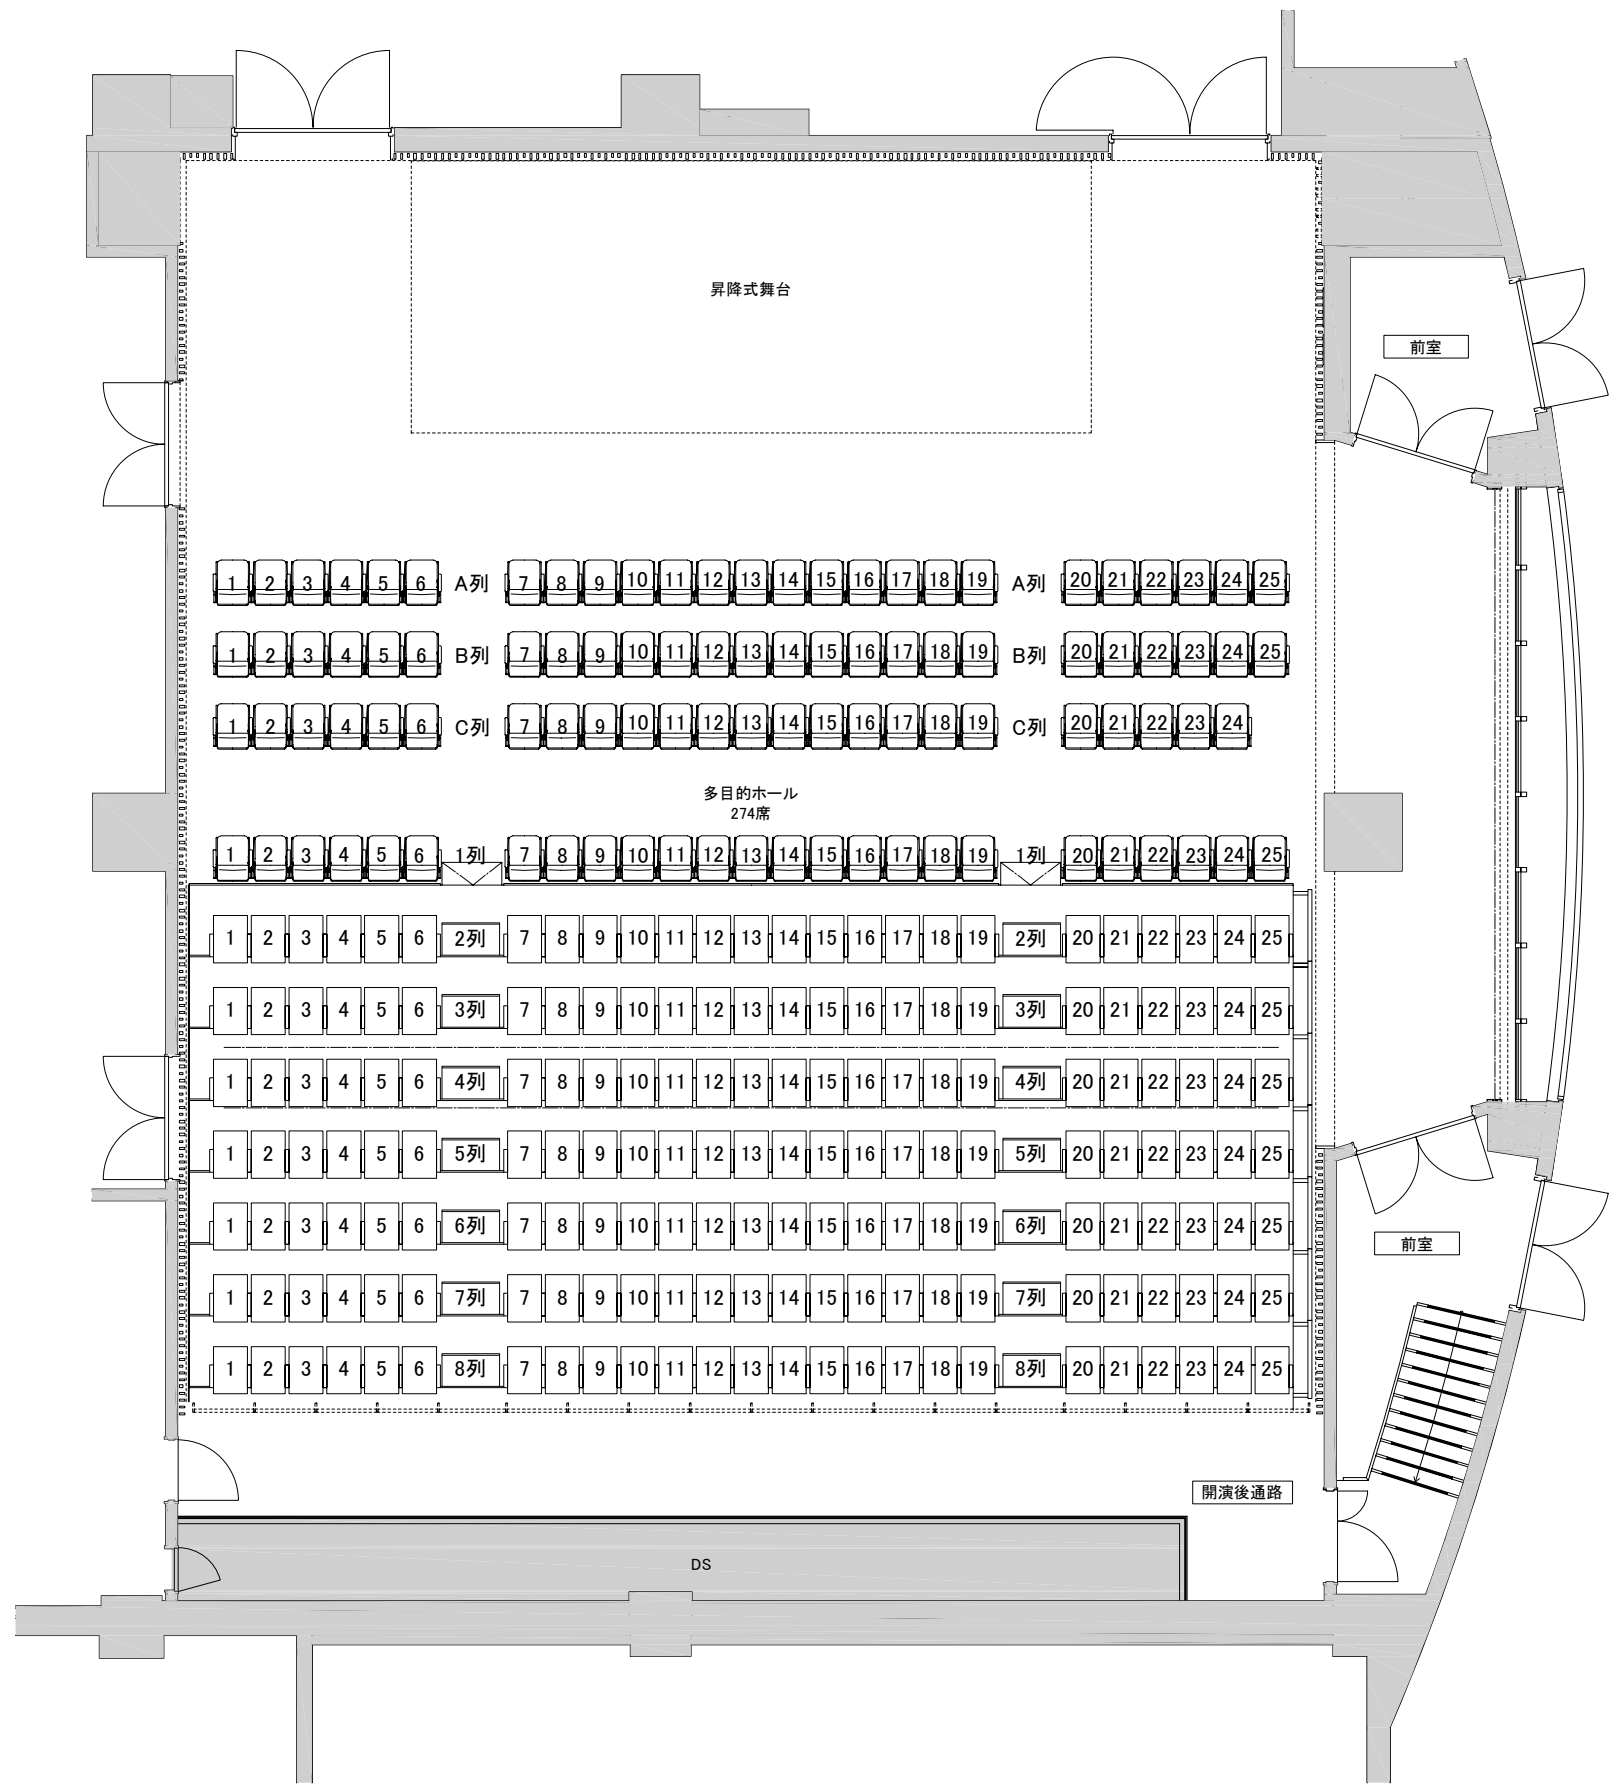 昇降式舞台
前室
1 2 3 4 5 6 A列 7 8 9 10 11 12 13 14 15 16 17 18 19 A列 20 21 22 23 24 25
1 2 3 4 5 6 B列 7 8 9 10 11 12 13 14 15 16 17 18 19 B列 20 21 22 23 24 25
1 2 3 4 5 6 C列 7 8 9 10 11 12 13 14 15 16 17 18 19 C列 20 21 22 23 24
多目的ホール
274席
1 2 3 4 5 6 1列 7 8 9 10 11 12 13 14 15 16 17 18 19 1列 20 21 22 23 24 25
1 2 3 4 5 6 2列 7 8 9 10 11 12 13 14 15 16 17 18 19 2列 20 21 22 23 24 25
1 2 3 4 5 6 3列 7 8 9 10 11 12 13 14 15 16 17 18 19 3列 20 21 22 23 24 25
1 2 3 4 5 6 4列 7 8 9 10 11 12 13 14 15 16 17 18 19 4列 20 21 22 23 24 25
1 2 3 4 5 6 5列 7 8 9 10 11 12 13 14 15 16 17 18 19 5列 20 21 22 23 24 25
1 2 3 4 5 6 6列 7 8 9 10 11 12 13 14 15 16 17 18 19 6列 20 21 22 23 24 25
前室
1 2 3 4 5 6 7列 7 8 9 10 11 12 13 14 15 16 17 18 19 7列 20 21 22 23 24 25
1 2 3 4 5 6 8列 7 8 9 10 11 12 13 14 15 16 17 18 19 8列 20 21 22 23 24 25
開演後通路
DS